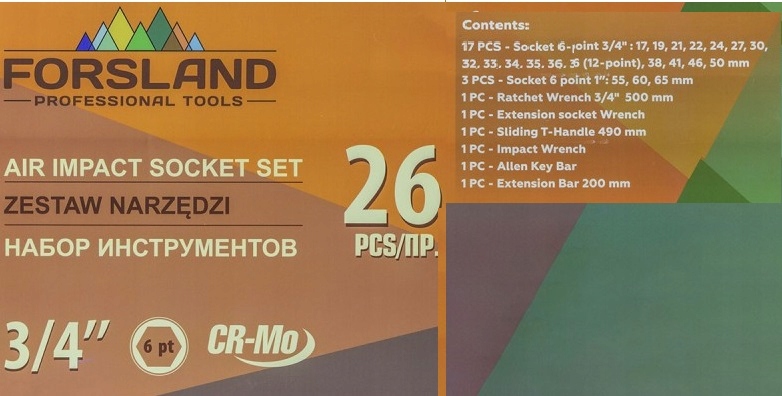 FORSLAND
PROFESSIONAL TOOLS
AIR IMPACT SOCKET SET
ZESTAW NARZĘDZI
НАБОР ИНСТРУМЕНТОВ
26
PCS/ПР.
3/4”
6 pt
CR-Mo
Contents:
17 PCS - Socket 6-point 3/4" : 17, 19, 21, 22, 24, 27, 30,
32, 33. 34. 35. 36. 36 (12-point), 38, 41, 46, 50 mm
3 PCS - Socket 6 point 1”: 55, 60, 65 mm
1 PC - Ratchet Wrench 3/4" 500 mm
1 PC - Extension socket Wrench
1 PC - Sliding T-Handle 490 mm
1 PC - Impact Wrench
1 PC - Allen Key Bar
1 PC - Extension Bar 200 mm